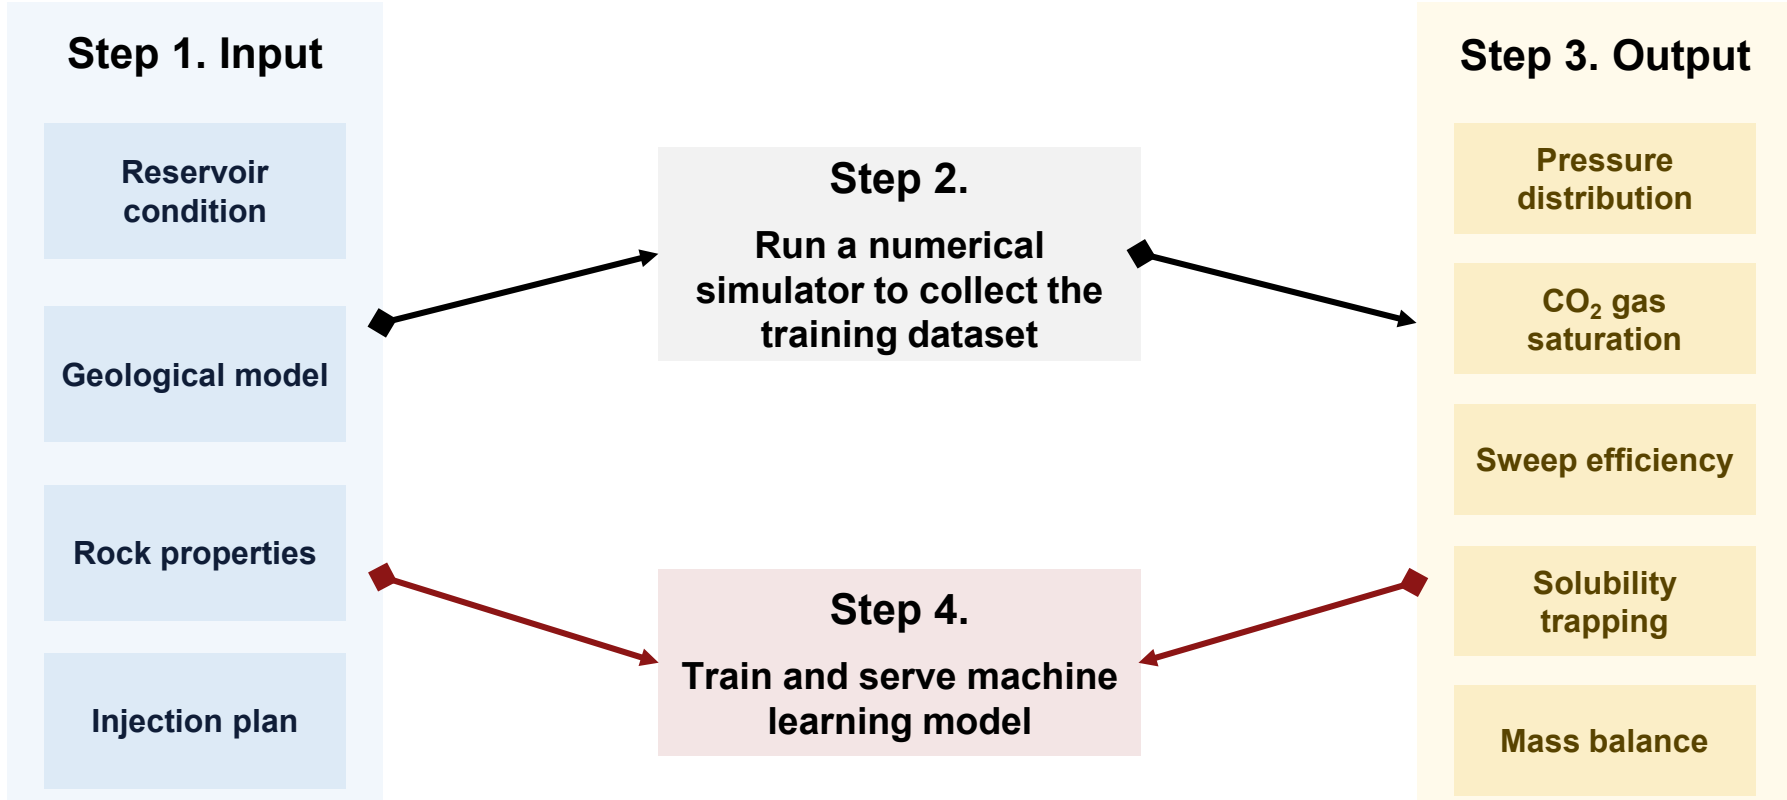 Step 1. Input
Reservoir
condition
Geological model
Rock properties
Injection plan
Step 2.
Run a numerical
simulator to collect the
training dataset
Step 4.
Train and serve machine
learning model
Step 3. Output
Pressure
distribution
CO₂ gas
saturation
Sweep efficiency
Solubility
trapping
Mass balance